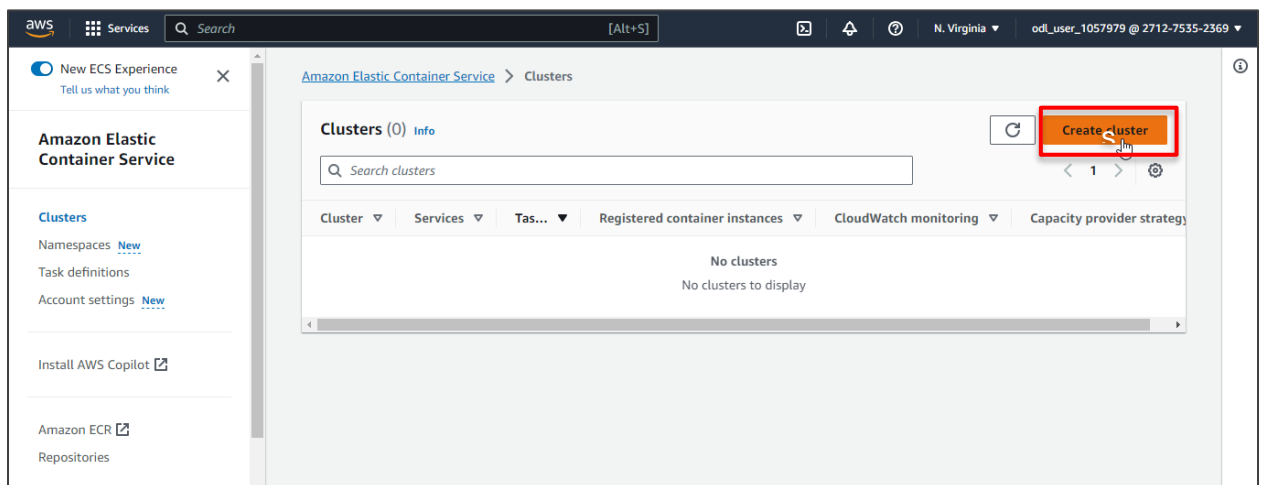 aws Services Search [Alt+S] N. Virginia ▼ odl_user_1057979 @ 2712-7535-2369 ▼
New ECS Experience
Tell us what you think
Amazon Elastic
Container Service
Clusters
Namespaces New
Task definitions
Account settings New
Install AWS Copilot
Amazon ECR
Repositories
Amazon Elastic Container Service > Clusters
Clusters (0) Info
Create cluster
S
Search clusters
< 1 >
Cluster Services Tas... ▼ Registered container instances CloudWatch monitoring Capacity provider strategy
No clusters
No clusters to display